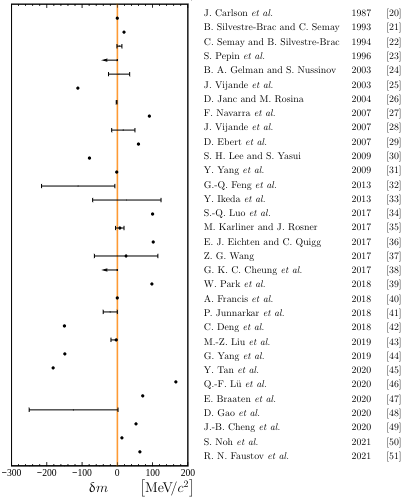 J. Carlson et al. 1987 [20]
B. Silvestre-Brac and C. Semay 1993 [21]
C. Semay and B. Silvestre-Brac 1994 [22]
S. Pepin et al. 1996 [23]
B. A. Gelman and S. Nussinov 2003 [24]
J. Vijande et al. 2003 [25]
D. Janc and M. Rosina 2004 [26]
F. Navarra et al. 2007 [27]
J. Vijande et al. 2007 [28]
D. Ebert et al. 2007 [29]
S. H. Lee and S. Yasui 2009 [30]
Y. Yang et al. 2009 [31]
G.-Q. Feng et al. 2013 [32]
Y. Ikeda et al. 2013 [33]
S.-Q. Luo et al. 2017 [34]
M. Karliner and J. Rosner 2017 [35]
E. J. Eichten and C. Quigg 2017 [36]
Z. G. Wang 2017 [37]
G. K. C. Cheung et al. 2017 [38]
W. Park et al. 2018 [39]
A. Francis et al. 2018 [40]
P. Junnarkar et al. 2018 [41]
C. Deng et al. 2018 [42]
M.-Z. Liu et al. 2019 [43]
G. Yang et al. 2019 [44]
Y. Tan et al. 2020 [45]
Q.-F. Lü et al. 2020 [46]
E. Braaten et al. 2020 [47]
D. Gao et al. 2020 [48]
J.-B. Cheng et al. 2020 [49]
S. Noh et al. 2021 [50]
R. N. Faustov et al. 2021 [51]
−300 −200 −100 0 100 200
δm [MeV/c²]